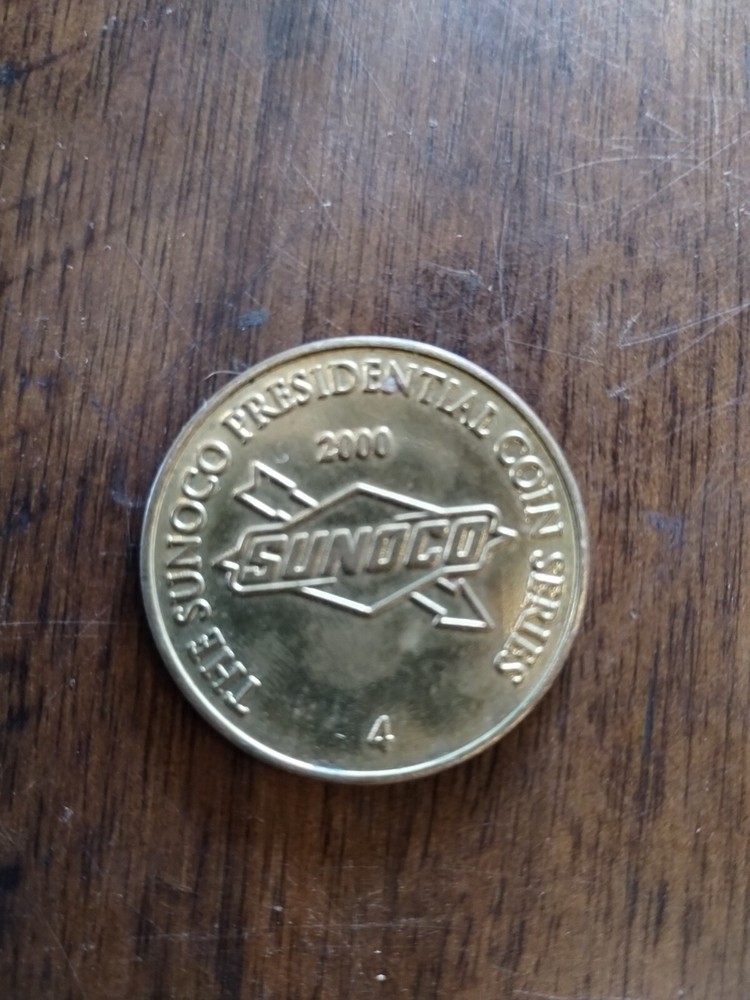 THE SUNOCO PRESIDENTIAL COIN SERIES
2000
SUNOCO
4